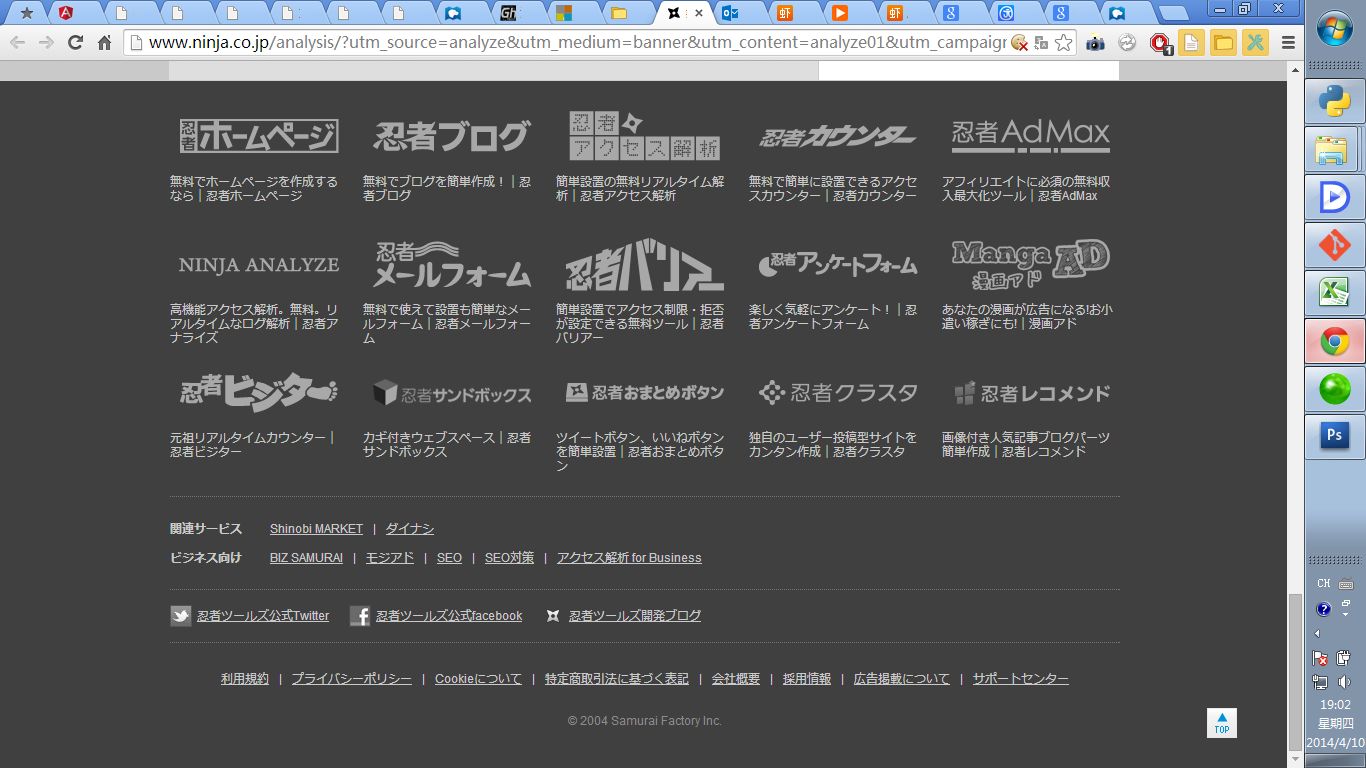 Gh
虾
虾
8
8
www.ninja.co.jp/analysis/?utm_source=analyze&utm_medium=banner&utm_content=analyze01&utm_campaign
1
忍者ホームページ
忍者ブログ
忍者アクセス解析
忍者カウンター
忍者AdMax
無料でホームページを作成する
なら｜忍者ホームページ
無料でブログを簡単作成！｜忍
者ブログ
簡単設置の無料リアルタイム解
析｜忍者アクセス解析
無料で簡単に設置できるアクセ
スカウンター｜忍者カウンター
アフィリエイトに必須の無料収
入最大化ツール｜忍者AdMax
NINJA ANALYZE
忍者メールフォーム
忍者バリアー
忍者アンケートフォーム
Manga AD
漫画アド
高機能アクセス解析。無料。リ
アルタイムなログ解析｜忍者ア
ナライズ
無料で使えて設置も簡単なメー
ルフォーム｜忍者メールフォー
ム
簡単設置でアクセス制限・拒否
が設定できる無料ツール｜忍者
バリアー
楽しく気軽にアンケート！｜忍
者アンケートフォーム
あなたの漫画が広告になる!お小
遣い稼ぎにも!｜漫画アド
忍者ビジター
忍者サンドボックス
忍者おまとめボタン
忍者クラスタ
忍者レコメンド
元祖リアルタイムカウンター｜
忍者ビジター
カギ付きウェブスペース｜忍者
サンドボックス
ツイートボタン、いいねボタン
を簡単設置｜忍者おまとめボタ
ン
独自のユーザー投稿型サイトを
カンタン作成｜忍者クラスタ
画像付き人気記事ブログパーツ
簡単作成｜忍者レコメンド
関連サービス Shinobi MARKET | ダイナシ
ビジネス向け BIZ SAMURAI | モジアド | SEO | SEO対策 | アクセス解析 for Business
忍者ツールズ公式Twitter 忍者ツールズ公式facebook 忍者ツールズ開発ブログ
利用規約 | プライバシーポリシー | Cookieについて | 特定商取引法に基づく表記 | 会社概要 | 採用情報 | 広告掲載について | サポートセンター
© 2004 Samurai Factory Inc.
TOP
Ps
CH
19:02
星期四
2014/4/10